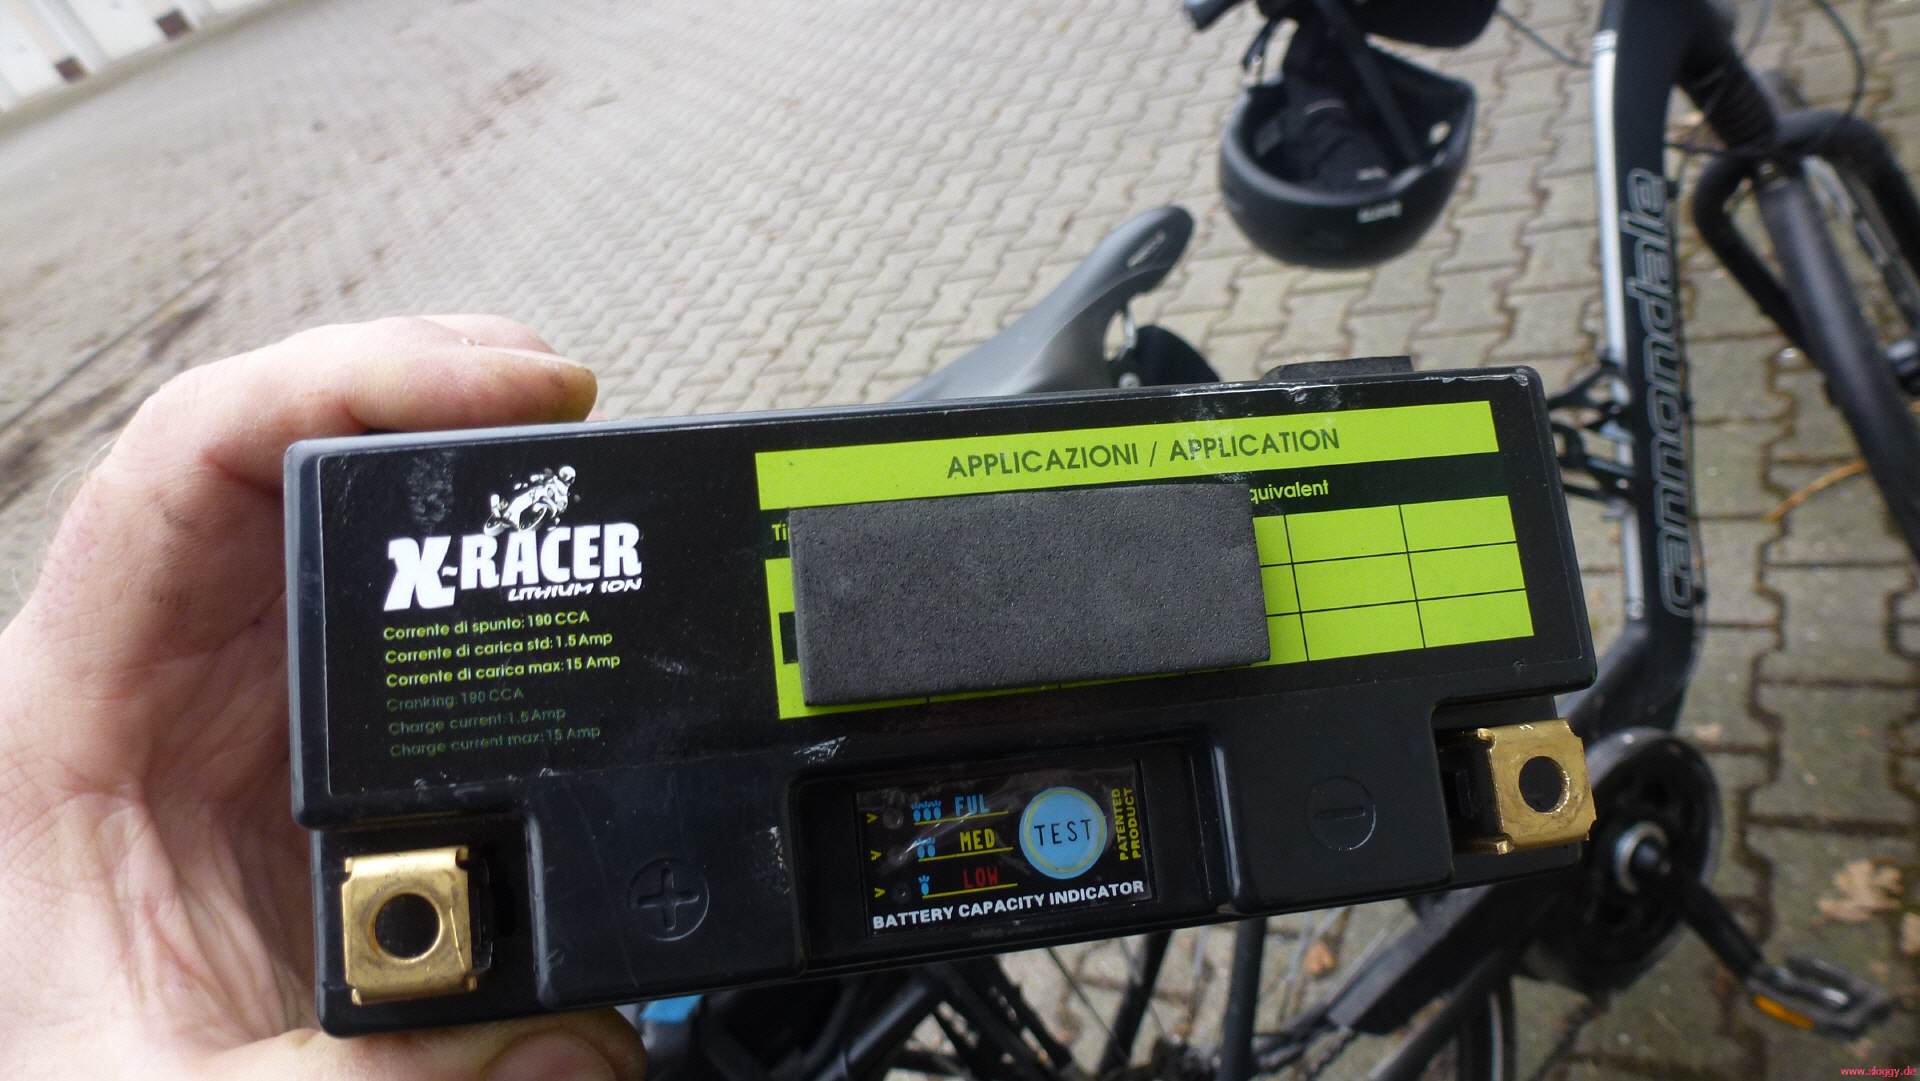 cannondale
APPLICAZIONI / APPLICATION
quivalent
Ti
X-RACER
LITHIUM ION
Corrente di spunto: 190 CCA
Corrente di carica std: 1.5 Amp
Corrente di carica max: 15 Amp
Cranking: 190 CCA
Charge current: 1.5 Amp
Charge current max: 15 Amp
FUL
MED
LOW
TEST
PATENTED
PRODUCT
BATTERY CAPACITY INDICATOR
+
−